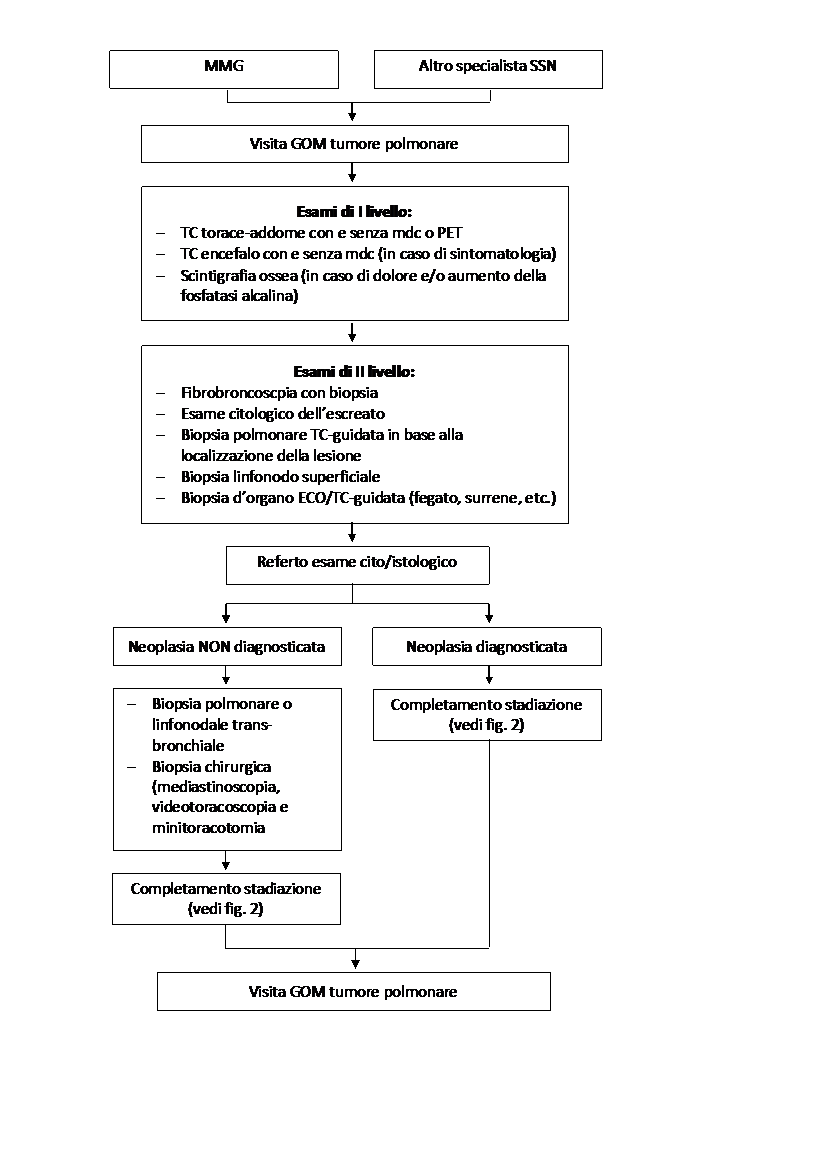 MMG
Altro specialista SSN
Visita GOM tumore polmonare
Esami di I livello:
– TC torace-addome con e senza mdc o PET
– TC encefalo con e senza mdc (in caso di sintomatologia)
– Scintigrafia ossea (in caso di dolore e/o aumento della
fosfatasi alcalina)
Esami di II livello:
– Fibrobroncoscpia con biopsia
– Esame citologico dell’escreato
– Biopsia polmonare TC-guidata in base alla
localizzazione della lesione
– Biopsia linfonodo superficiale
– Biopsia d’organo ECO/TC-guidata (fegato, surrene, etc.)
Referto esame cito/istologico
Neoplasia NON diagnosticata
Neoplasia diagnosticata
– Biopsia polmonare o
linfonodale trans-
bronchiale
– Biopsia chirurgica
(mediastinoscopia,
videotoracoscopia e
minitoracotomia
Completamento stadiazione
(vedi fig. 2)
Completamento stadiazione
(vedi fig. 2)
Visita GOM tumore polmonare